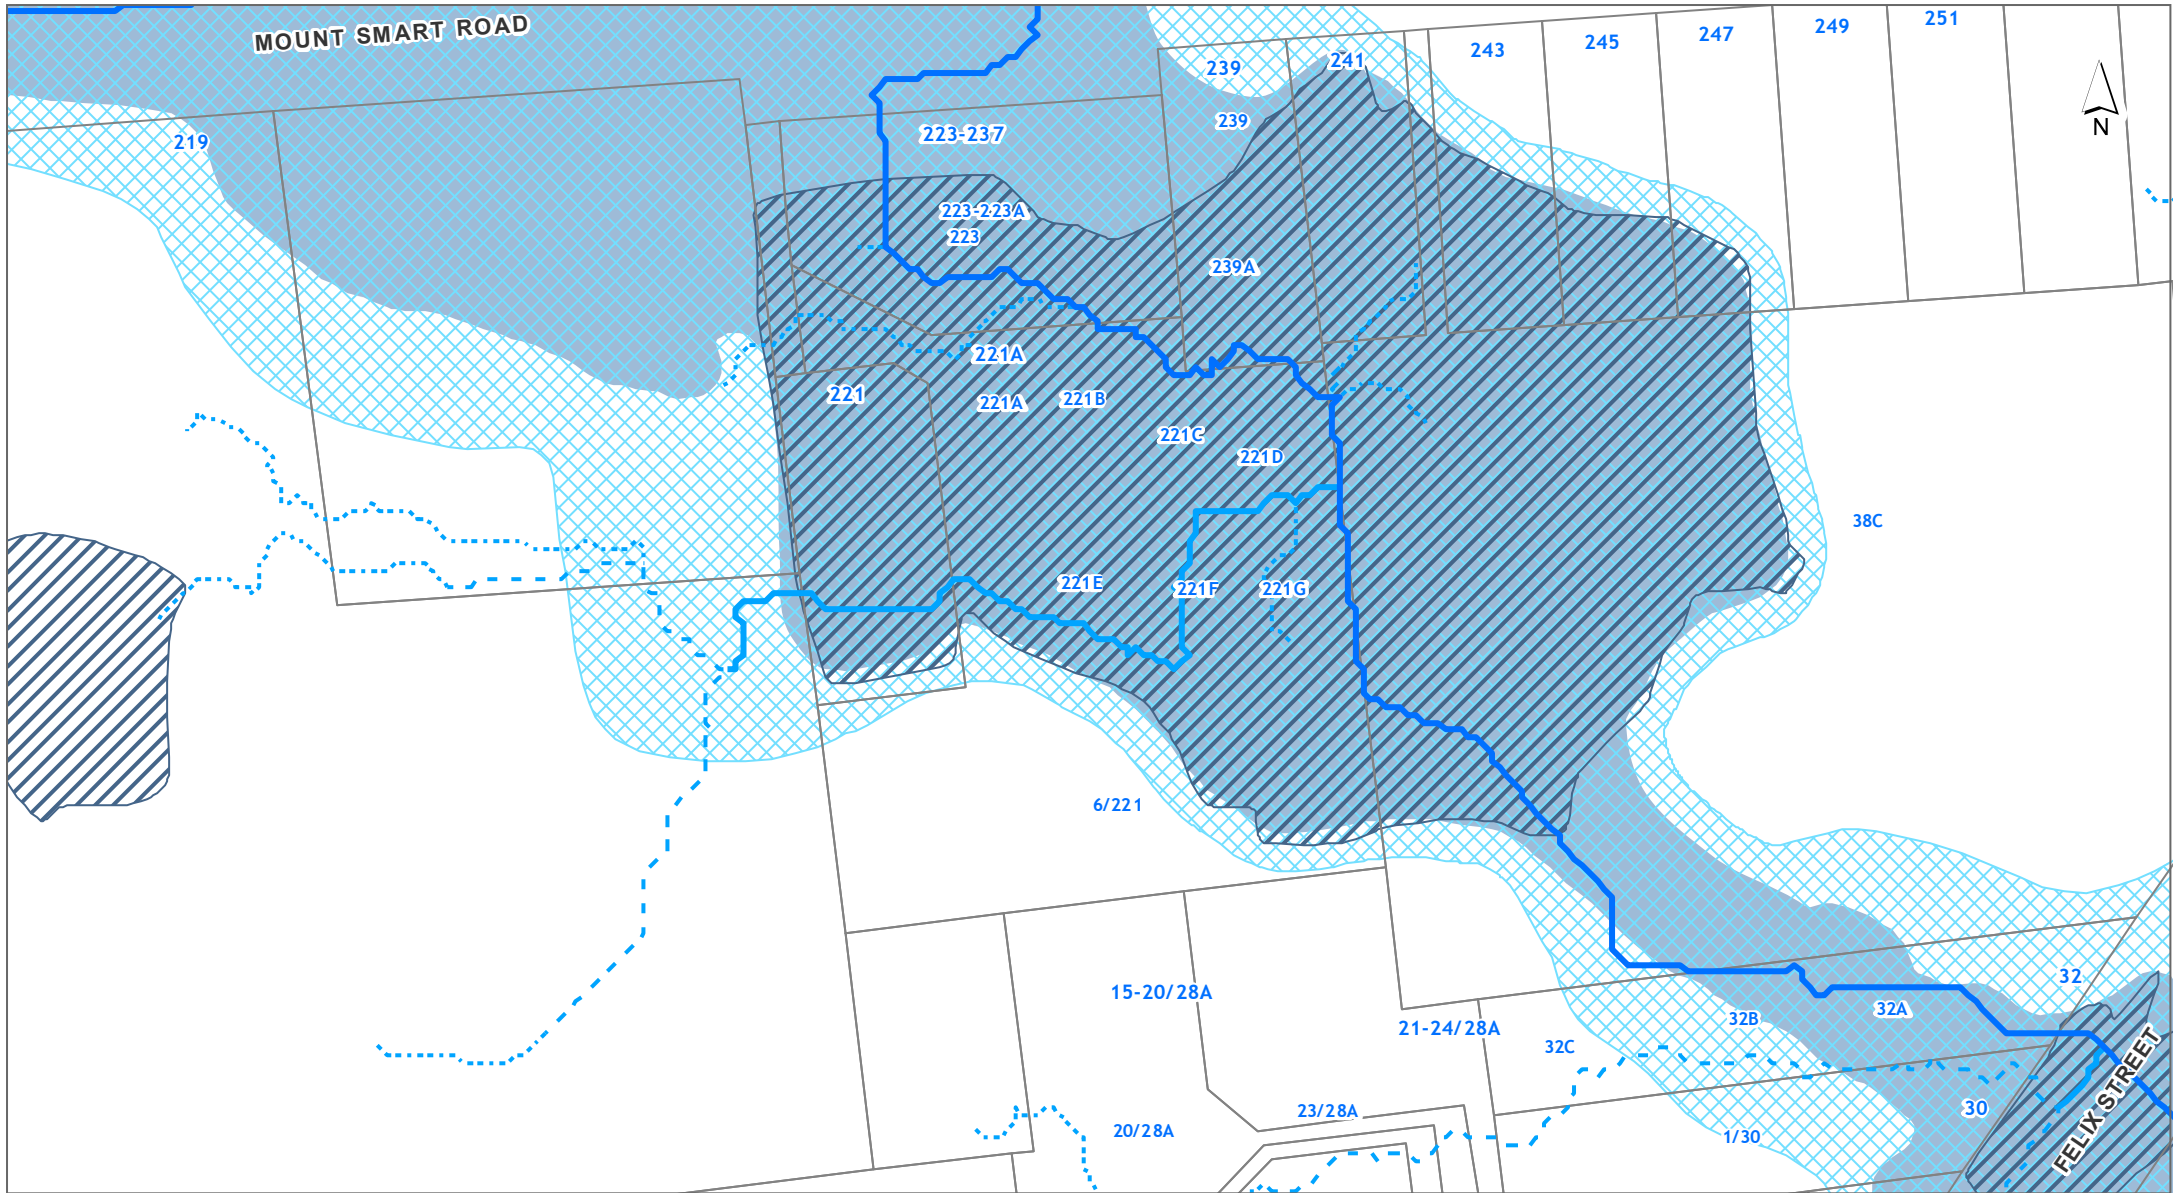 MOUNT SMART ROAD
251
249
247
245
243
241
239
239
219
223-237
N
223-223A
223
239A
221A
221
221A
221B
221C
221D
38C
221E
221F
221G
6/221
32
15-20/28A
32A
32B
21-24/28A
32C
30
23/28A
20/28A
1/30
FELIX STREET